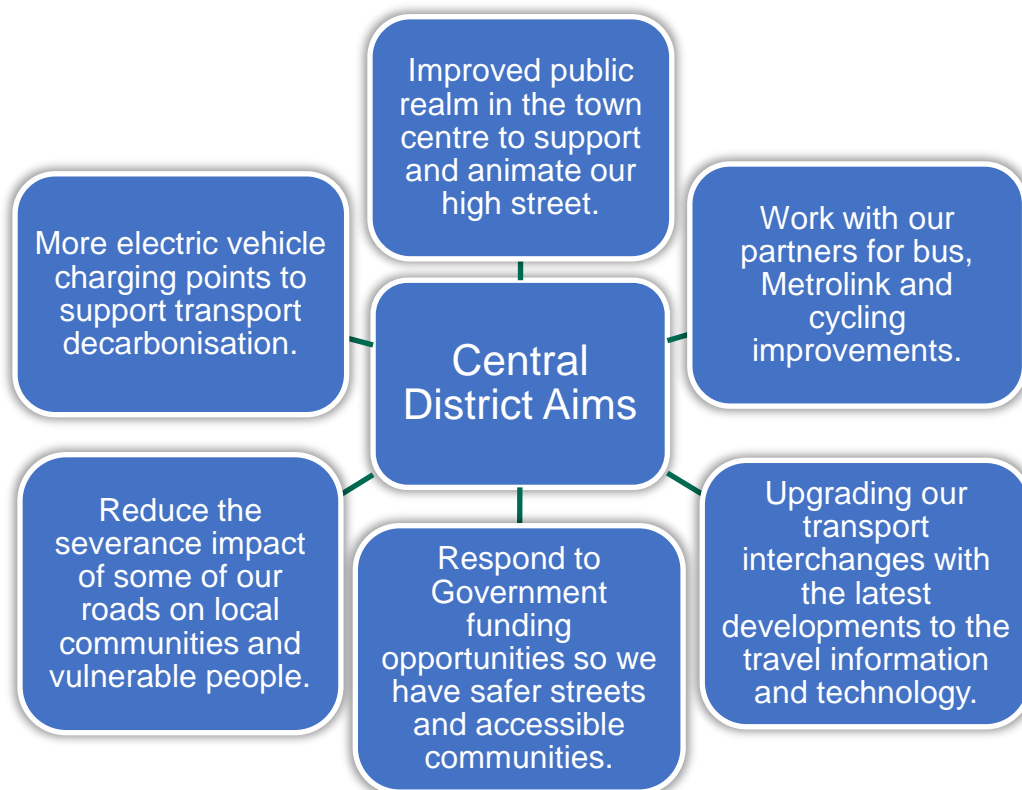 Improved public
realm in the town
centre to support
and animate our
high street.
Work with our
partners for bus,
Metrolink and
cycling
improvements.
Upgrading our
transport
interchanges with
the latest
developments to the
travel information
and technology.
Respond to
Government
funding
opportunities so we
have safer streets
and accessible
communities.
Reduce the
severance impact
of some of our
roads on local
communities and
vulnerable people.
More electric vehicle
charging points to
support transport
decarbonisation.
Central
District Aims